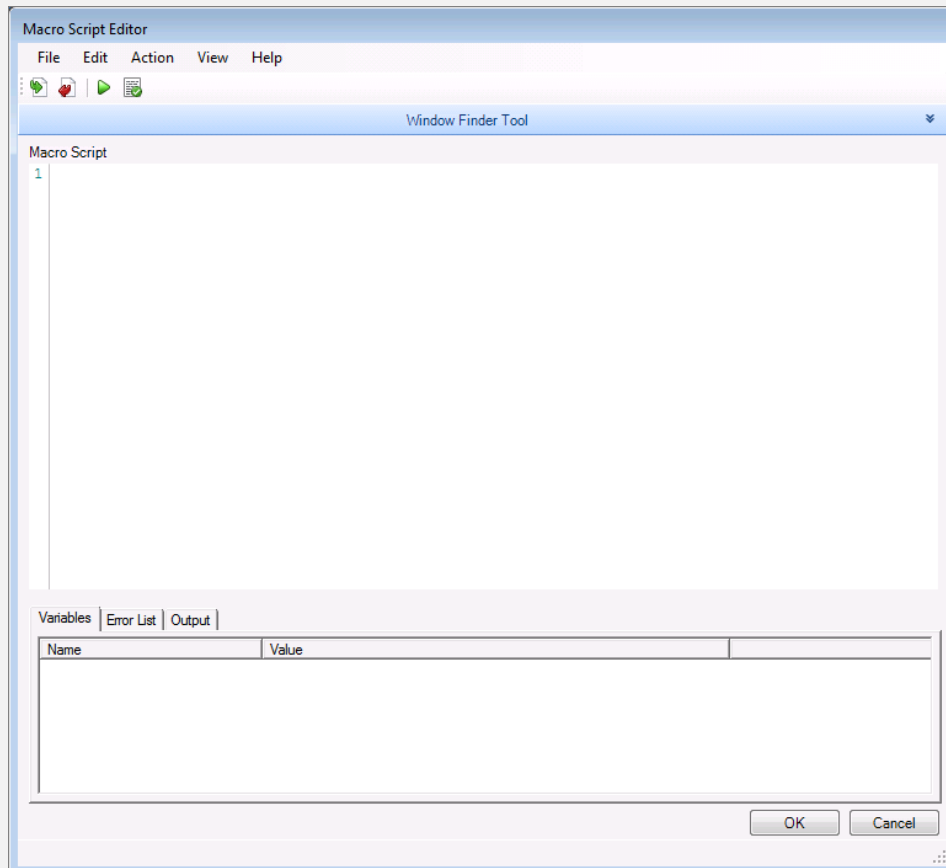 Macro Script Editor
File Edit Action View Help
Window Finder Tool
Macro Script
1
Variables Error List Output
Name Value
OK Cancel